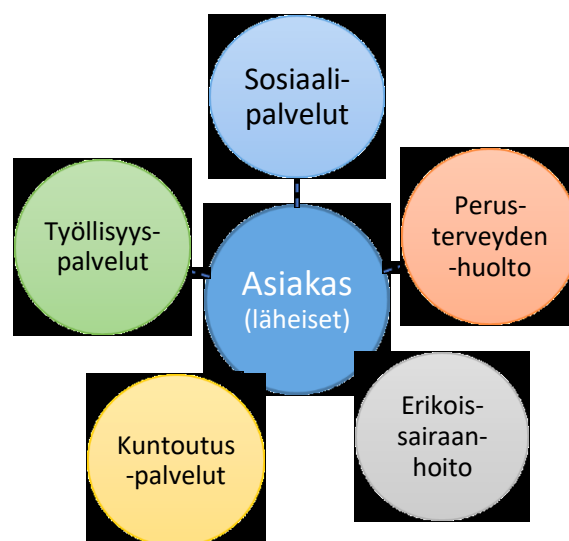 Sosiaali-
palvelut
Työllisyys-
palvelut
Perus-
terveyden
-huolto
Asiakas
(läheiset)
Kuntoutus
-palvelut
Erikois-
sairaan-
hoito